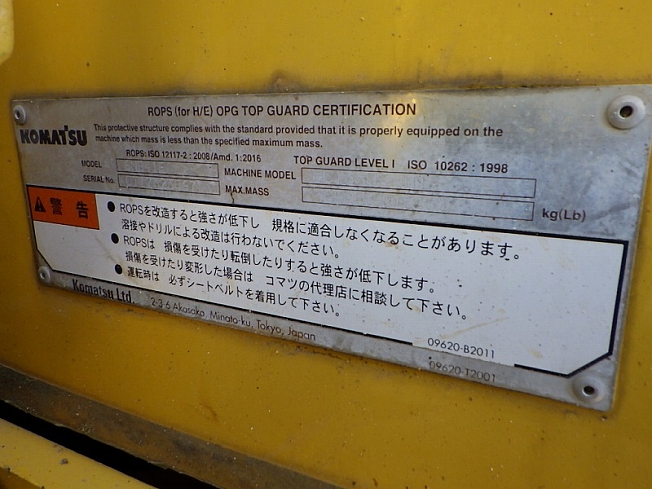 ROPS (for H/E) OPG TOP GUARD CERTIFICATION
KOMATSU
This protective structure complies with the standard provided that it is properly equipped on the
machine which mass is less than the specified maximum mass.
ROPS: ISO 12117-2 : 2008/Amd. 1:2016 TOP GUARD LEVEL I ISO 10262 : 1998
MODEL MACHINE MODEL
SERIAL No. MAX.MASS kg(Lb)
警告
● ROPSを改造すると強さが低下し 規格に適合しなくなることがあります。
溶接やドリルによる改造は行わないでください。
● ROPSは 損傷を受けたり転倒したりすると強さが低下します。
損傷を受けたり変形した場合は コマツの代理店に相談して下さい。
● 運転時は 必ずシートベルトを着用して下さい。
Komatsu Ltd.
2-3-6 Akasaka, Minato-ku, Tokyo, Japan
09620-B2011
09620-T2001